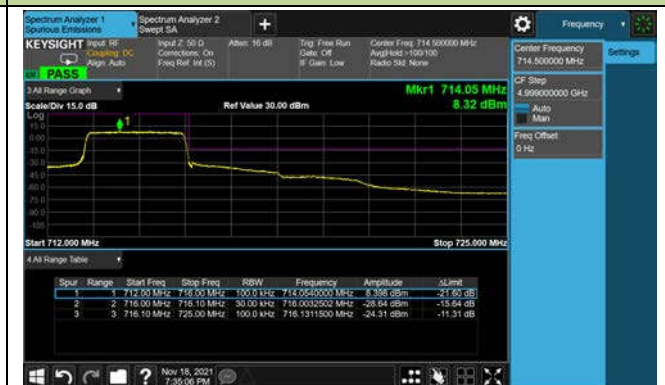 Spectrum Analyzer 1
Spurious Emissions
Spectrum Analyzer 2
Swept SA
+
Frequency
KEYSIGHT
Input: RF
Coupling: DC
Align: Auto
Input Z: 50 Ω
Corrections: On
Freq Ref: Int (S)
Atten: 16 dB
Trig: Free Run
Gate: Off
IF Gain: Low
Center Freq: 714.500000 MHz
Avg|Hold:>100/100
Radio Std: None
PASS
Center Frequency
714.500000 MHz
Settings
CF Step
4.999000000 GHz
Auto
Man
Freq Offset
0 Hz
3 All Range Graph
Scale/Div 15.0 dB
Ref Value 30.00 dBm
Mkr1 714.05 MHz
8.32 dBm
Log
15.0
0.00
-15.0
-30.0
-45.0
-60.0
-75.0
-90.0
-105
1
Start 712.000 MHz
Stop 725.000 MHz
4 All Range Table
Spur Range Start Freq Stop Freq RBW Frequency Amplitude ΔLimit
1 1 712.00 MHz 716.00 MHz 100.0 kHz 714.0540000 MHz 8.398 dBm -21.60 dB
2 2 716.00 MHz 716.10 MHz 30.00 kHz 716.0032502 MHz -28.64 dBm -15.64 dB
3 3 716.10 MHz 725.00 MHz 100.0 kHz 716.1311500 MHz -24.31 dBm -11.31 dB
?
Nov 18, 2021
7:35:06 PM